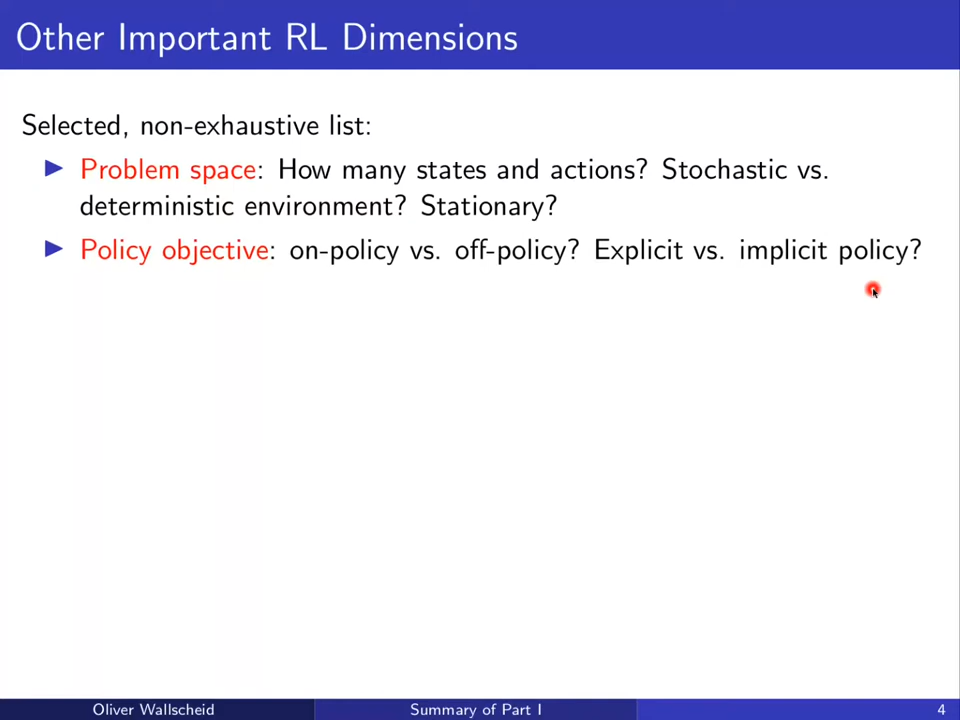 Other Important RL Dimensions
Selected, non-exhaustive list:
Problem space: How many states and actions? Stochastic vs.
deterministic environment? Stationary?
Policy objective: on-policy vs. off-policy? Explicit vs. implicit policy?
Oliver Wallscheid
Summary of Part I
4